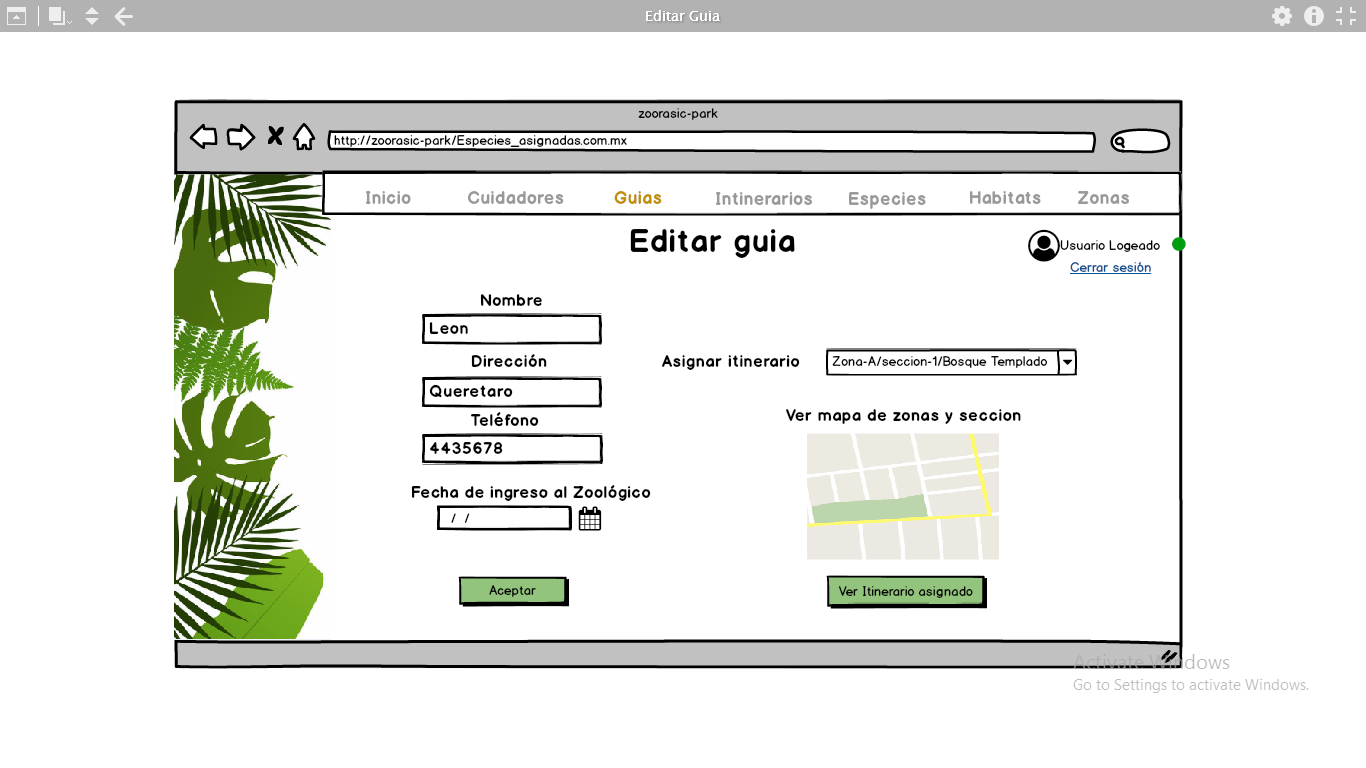 Editar Guia
zoorasic-park
http://zoorasic-park/Especies_asignadas.com.mx
Inicio Cuidadores Guias Intinerarios Especies Habitats Zonas
Editar guia
Usuario Logeado
Cerrar sesión
Nombre
Leon
Dirección
Queretaro
Teléfono
4435678
Fecha de ingreso al Zoológico
/ /
Aceptar
Asignar itinerario
Zona-A/seccion-1/Bosque Templado
Ver mapa de zonas y seccion
Ver Itinerario asignado
Activate Windows
Go to Settings to activate Windows.